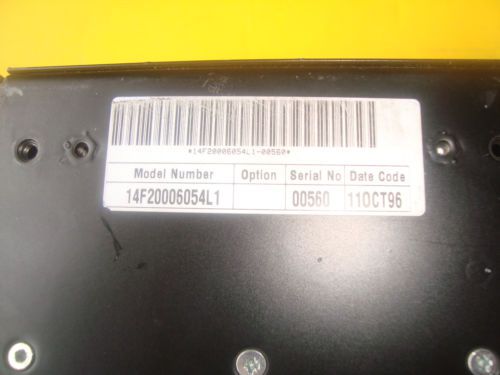 *14F20006054L1-00560*
Model Number Option Serial No Date Code
14F20006054L1 00560 11OCT96